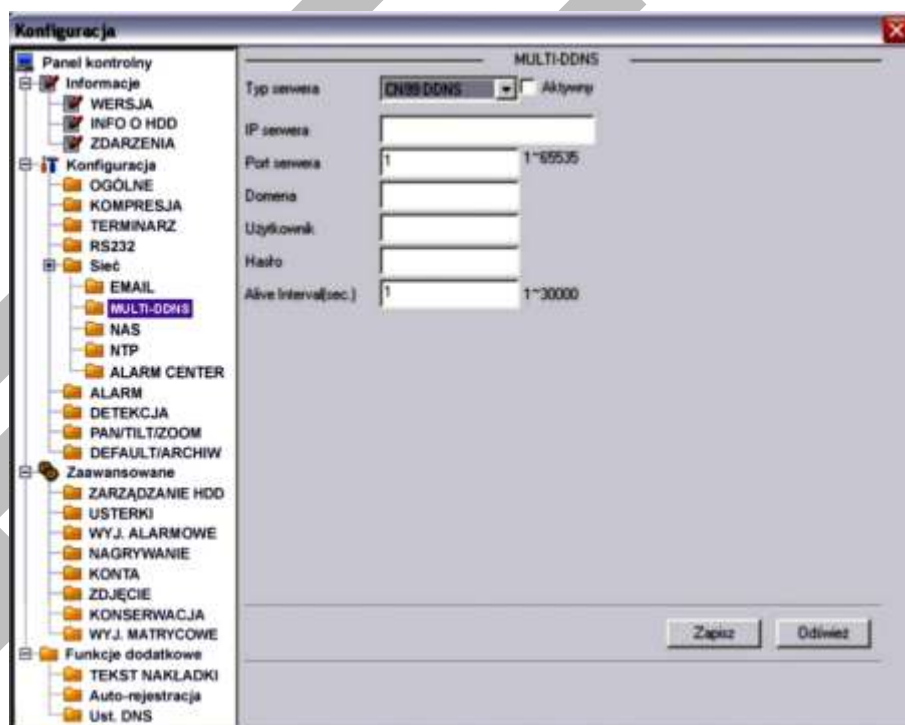 Konfiguracja
Panel kontrolny
Informacje
WERSJA
INFO O HDD
ZDARZENIA
Konfiguracja
OGÓLNE
KOMPRESJA
TERMINARZ
RS232
Sieć
EMAIL
MULTI-DDNS
NAS
NTP
ALARM CENTER
ALARM
DETEKCJA
PAN/TILT/ZOOM
DEFAULT/ARCHIW
Zaawansowane
ZARZĄDZANIE HDD
USTERKI
WYJ. ALARMOWE
NAGRYWANIE
KONTA
ZDJĘCIE
KONSERWACJA
WYJ. MATRYCOWE
Funkcje dodatkowe
TEKST NAKŁADKI
Auto-rejestracja
Ust. DNS
MULTI-DDNS
Typ serwera CN99 DDNS Aktywny
IP serwera
Port serwera 1 1~65535
Domena
Użytkownik
Hasło
Alive Interval(sec.) 1 1~30000
Zapisz Odśwież